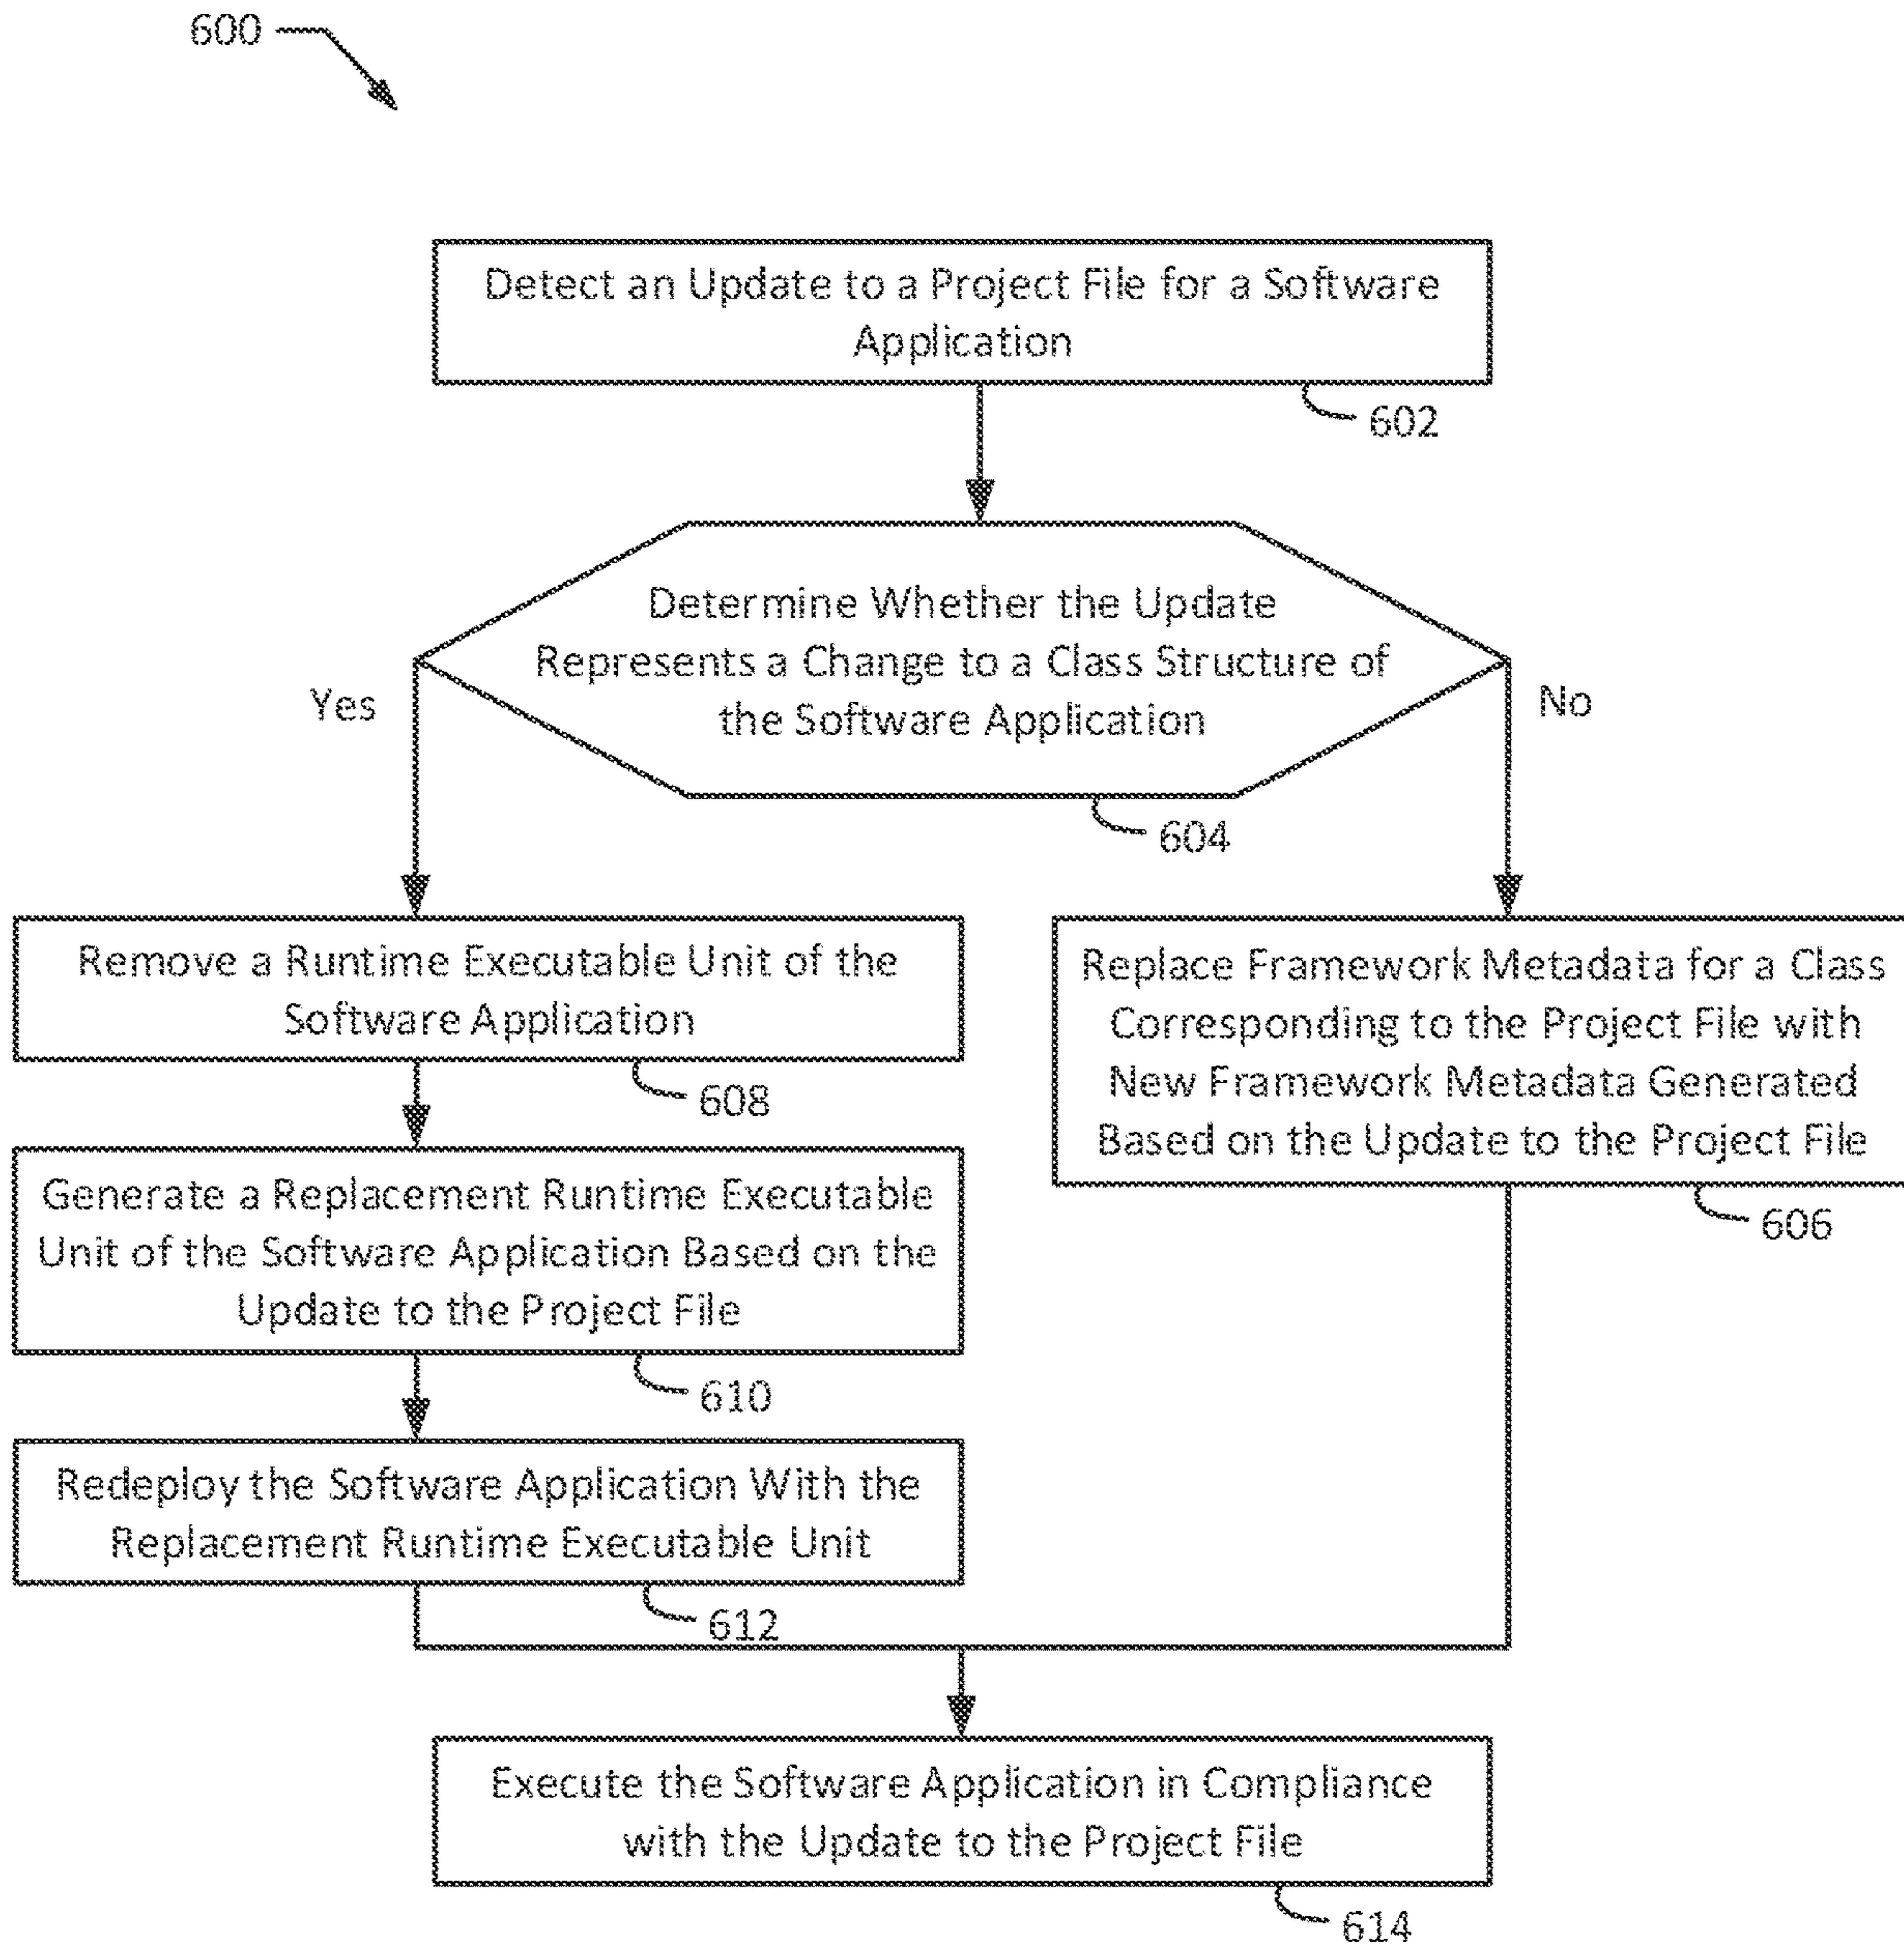 600
Detect an Update to a Project File for a Software
Application
602
Determine Whether the Update
Represents a Change to a Class Structure of
the Software Application
Yes
No
604
Remove a Runtime Executable Unit of the
Software Application
608
Replace Framework Metadata for a Class
Corresponding to the Project File with
New Framework Metadata Generated
Based on the Update to the Project File
606
Generate a Replacement Runtime Executable
Unit of the Software Application Based on the
Update to the Project File
610
Redeploy the Software Application With the
Replacement Runtime Executable Unit
612
Execute the Software Application in Compliance
with the Update to the Project File
614